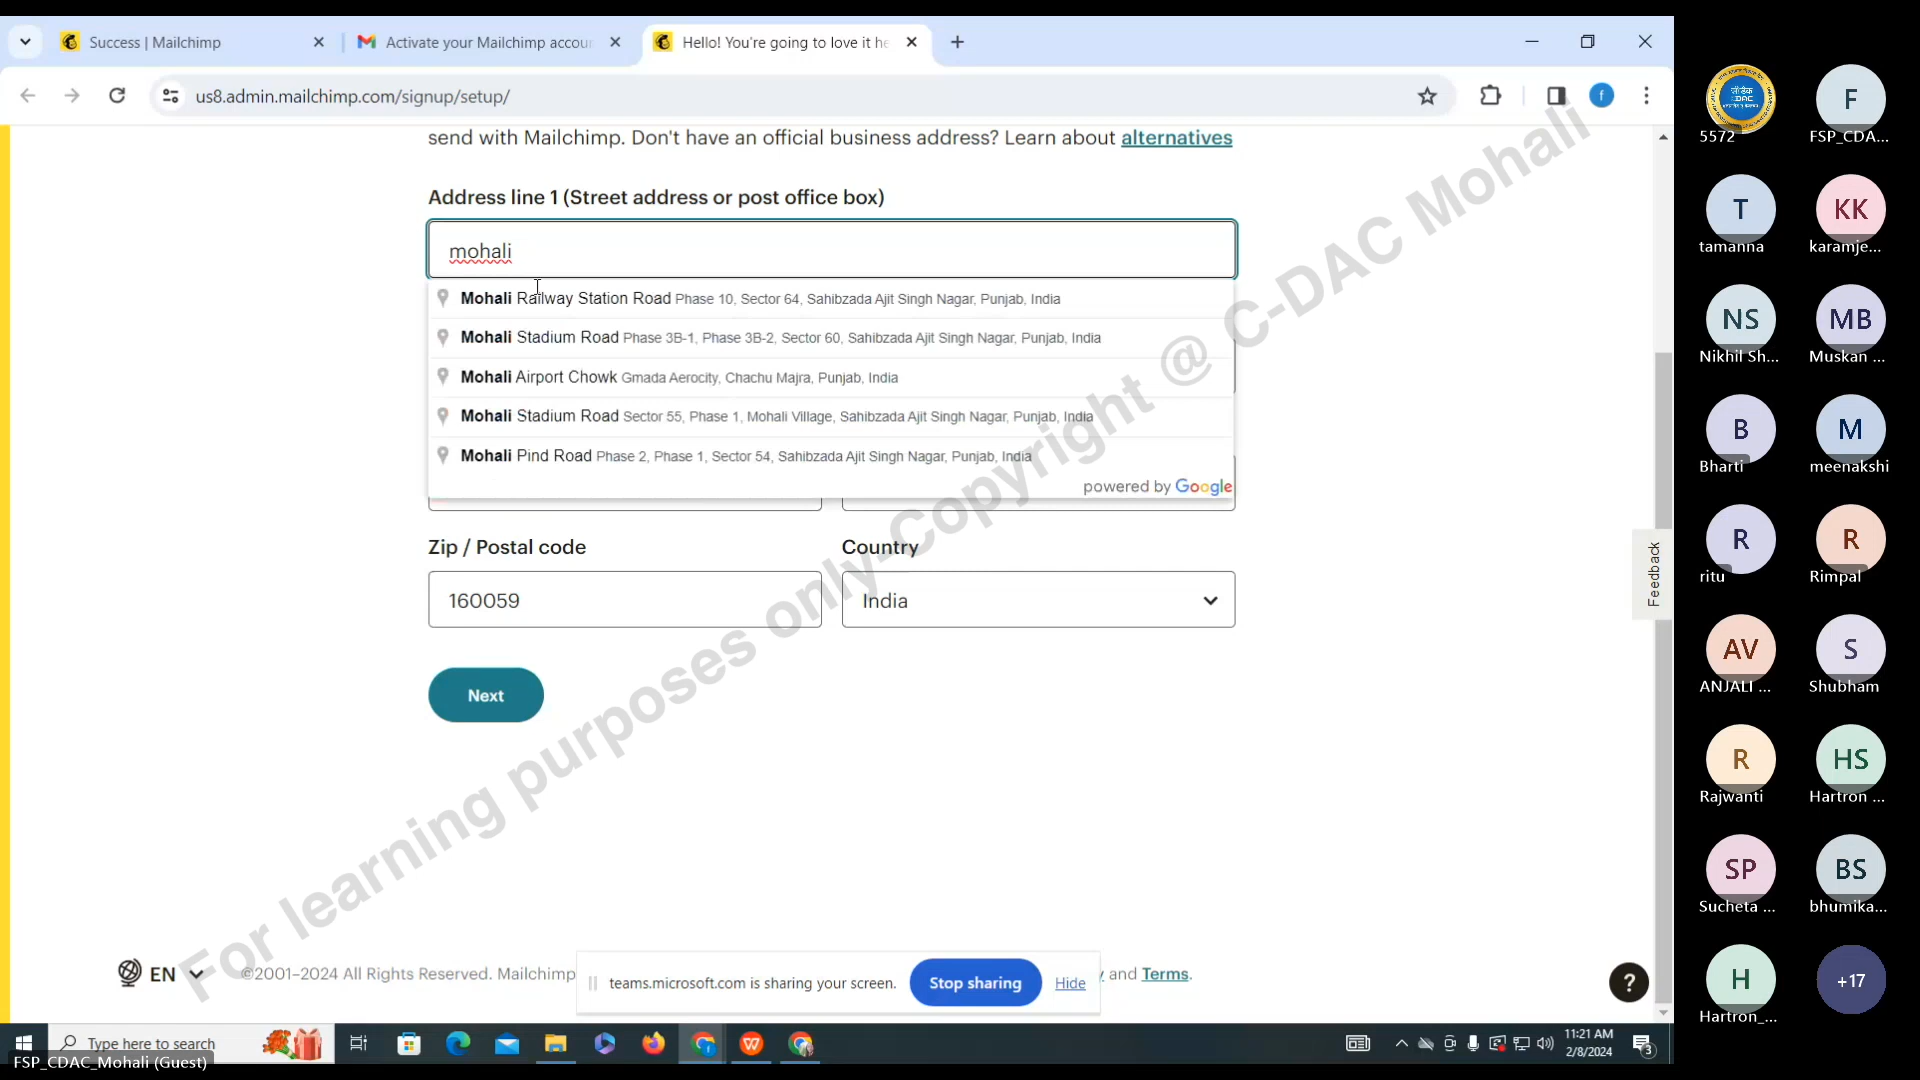 Success | Mailchimp
Activate your Mailchimp accou
Hello! You're going to love it he
us8.admin.mailchimp.com/signup/setup/
f
send with Mailchimp. Don't have an official business address? Learn about alternatives
Address line 1 (Street address or post office box)
mohali
Mohali Railway Station Road Phase 10, Sector 64, Sahibzada Ajit Singh Nagar, Punjab, India
Mohali Stadium Road Phase 3B-1, Phase 3B-2, Sector 60, Sahibzada Ajit Singh Nagar, Punjab, India
Mohali Airport Chowk Gmada Aerocity, Chachu Majra, Punjab, India
Mohali Stadium Road Sector 55, Phase 1, Mohali Village, Sahibzada Ajit Singh Nagar, Punjab, India
Mohali Pind Road Phase 2, Phase 1, Sector 54, Sahibzada Ajit Singh Nagar, Punjab, India
powered by Google
Zip / Postal code
Country
160059
India
Next
Feedback
For learning purposes only-Copyright @ C-DAC Mohali
EN
©2001–2024 All Rights Reserved. Mailchimp
and Terms.
teams.microsoft.com is sharing your screen.
Stop sharing
Hide
?
Type here to search
11:21 AM
2/8/2024
3
FSP_CDAC_Mohali (Guest)
5572
F
FSP_CDA...
T
tamanna
KK
karamje...
NS
Nikhil Sh...
MB
Muskan ...
B
Bharti
M
meenakshi
R
ritu
R
Rimpal
AV
ANJALI ...
S
Shubham
R
Rajwanti
HS
Hartron ...
SP
Sucheta ...
BS
bhumika...
H
Hartron_...
+17